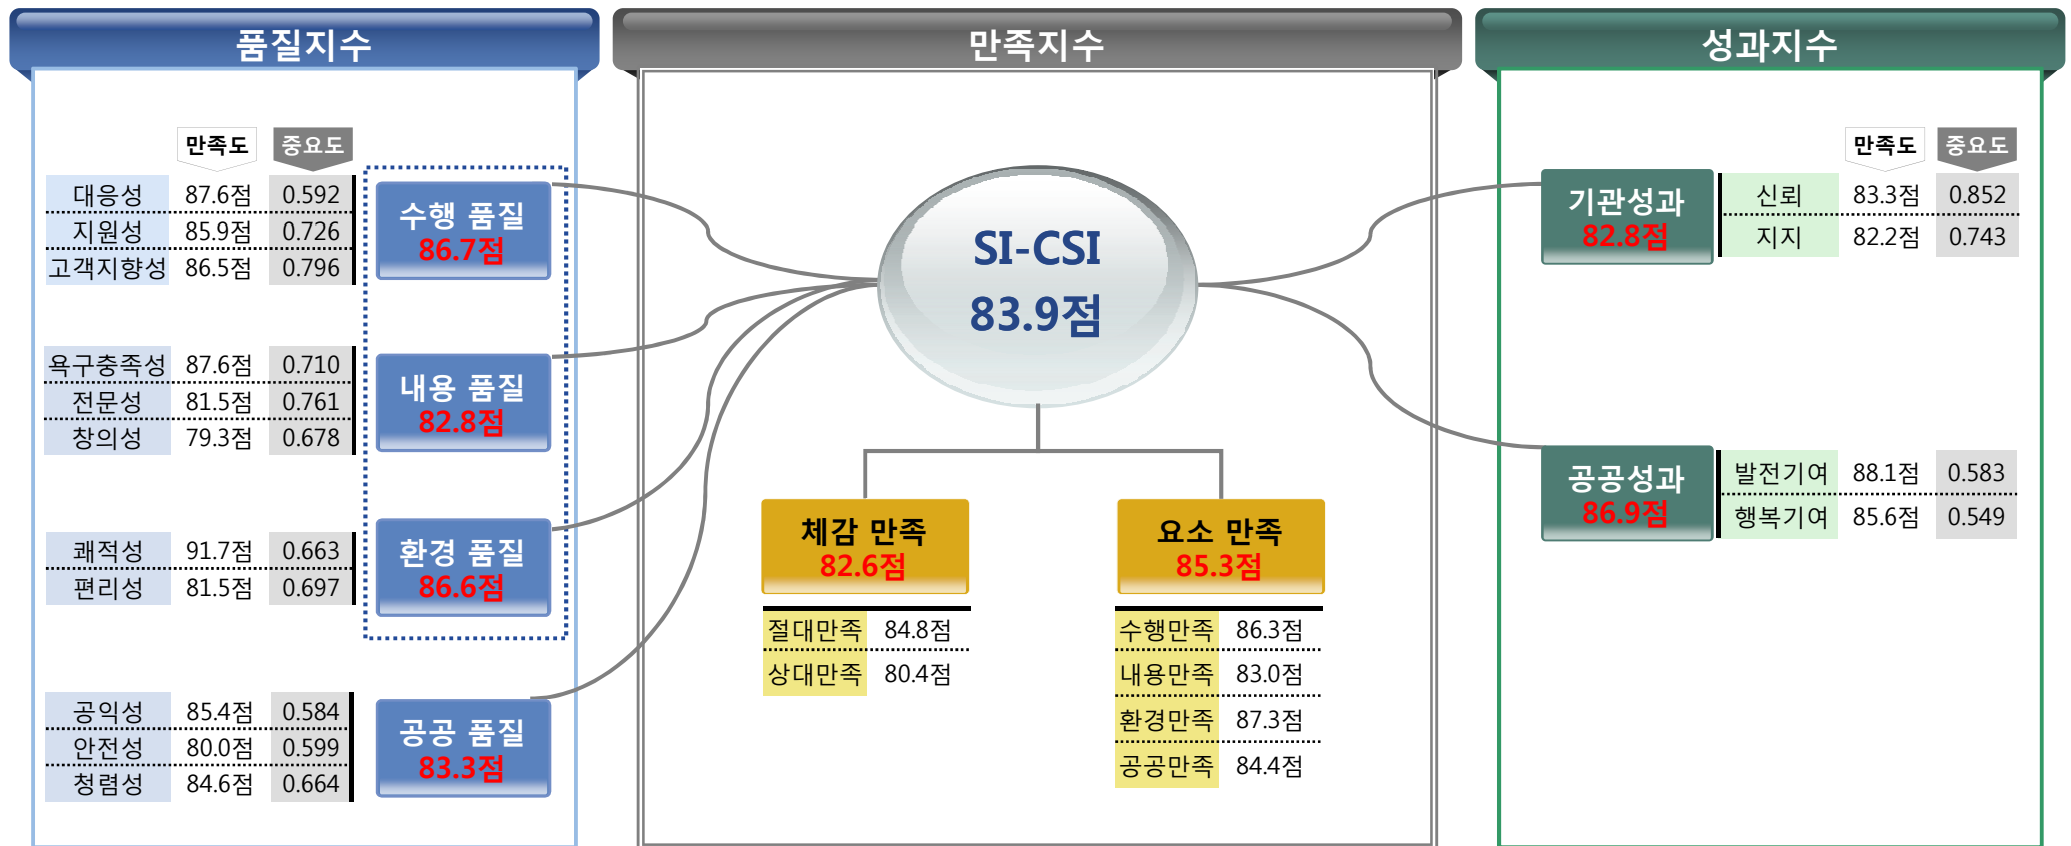 품질지수
만족도 중요도
대응성 87.6점 0.592
지원성 85.9점 0.726
고객지향성 86.5점 0.796
수행 품질
86.7점
욕구충족성 87.6점 0.710
전문성 81.5점 0.761
창의성 79.3점 0.678
내용 품질
82.8점
쾌적성 91.7점 0.663
편리성 81.5점 0.697
환경 품질
86.6점
공익성 85.4점 0.584
안전성 80.0점 0.599
청렴성 84.6점 0.664
공공 품질
83.3점
만족지수
SI-CSI
83.9점
체감 만족
82.6점
절대만족 84.8점
상대만족 80.4점
요소 만족
85.3점
수행만족 86.3점
내용만족 83.0점
환경만족 87.3점
공공만족 84.4점
성과지수
만족도 중요도
기관성과
82.8점
신뢰 83.3점 0.852
지지 82.2점 0.743
공공성과
86.9점
발전기여 88.1점 0.583
행복기여 85.6점 0.549